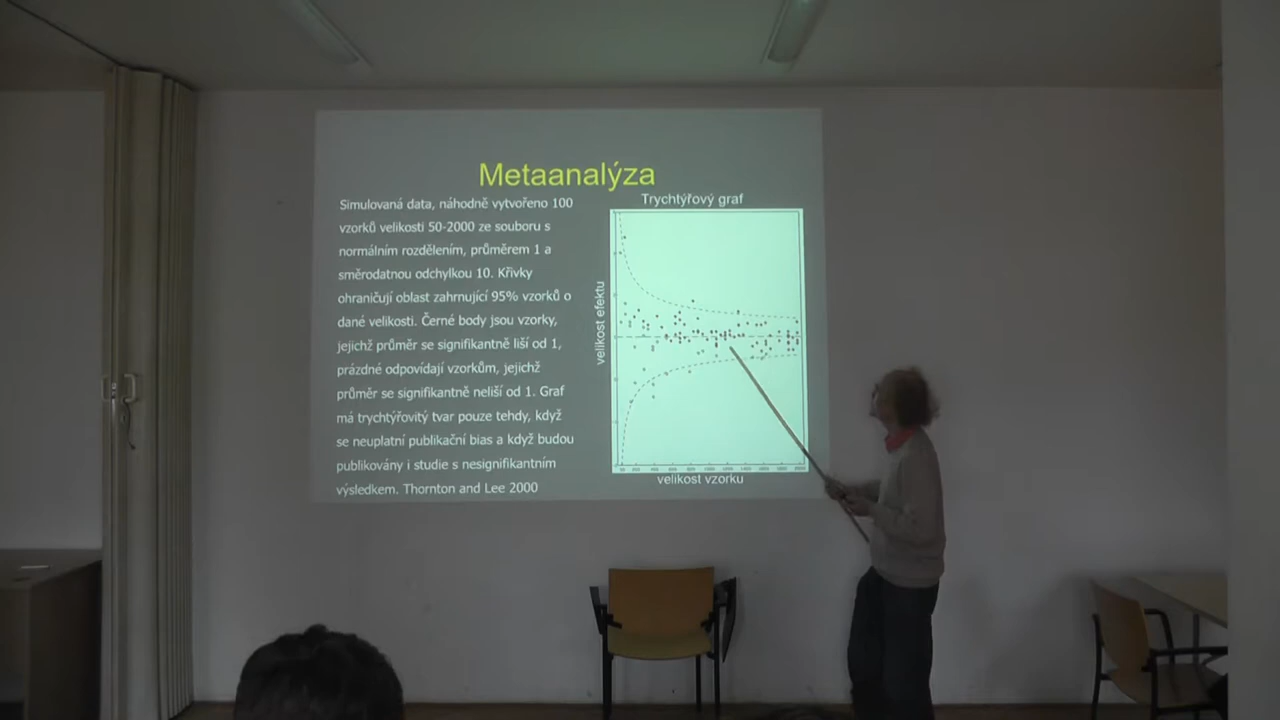 Metaanalýza
Simulovaná data, náhodně vytvořeno 100
vzorků velikosti 50-2000 ze souboru s
normálním rozdělením, průměrem 1 a
směrodatnou odchylkou 10. Křivky
ohraničují oblast zahrnující 95% vzorků o
dané velikosti. Černé body jsou vzorky,
jejichž průměr se signifikantně liší od 1,
prázdné odpovídají vzorkům, jejichž
průměr se signifikantně neliší od 1. Graf
má trychtýřovitý tvar pouze tehdy, když
se neuplatní publikační bias a když budou
publikovány i studie s nesignifikantním
výsledkem. Thornton and Lee 2000
Trychtýřový graf
velikost efektu
velikost vzorku